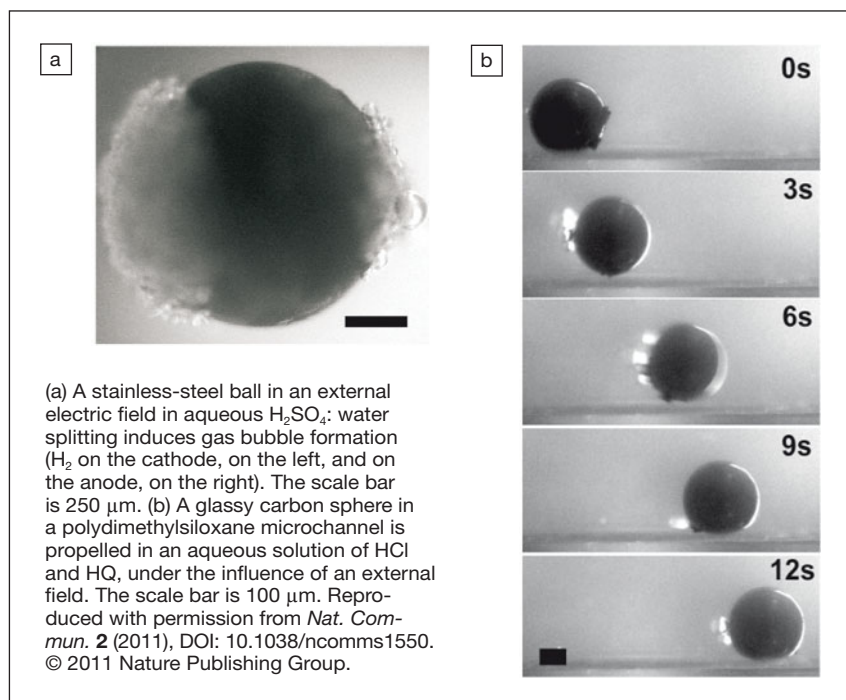 a
b
0s
3s
6s
9s
12s
(a) A stainless-steel ball in an external
electric field in aqueous H₂SO₄: water
splitting induces gas bubble formation
(H₂ on the cathode, on the left, and on
the anode, on the right). The scale bar
is 250 μm. (b) A glassy carbon sphere in
a polydimethylsiloxane microchannel is
propelled in an aqueous solution of HCl
and HQ, under the influence of an external
field. The scale bar is 100 μm. Repro-
duced with permission from Nat. Com-
mun. 2 (2011), DOI: 10.1038/ncomms1550.
© 2011 Nature Publishing Group.